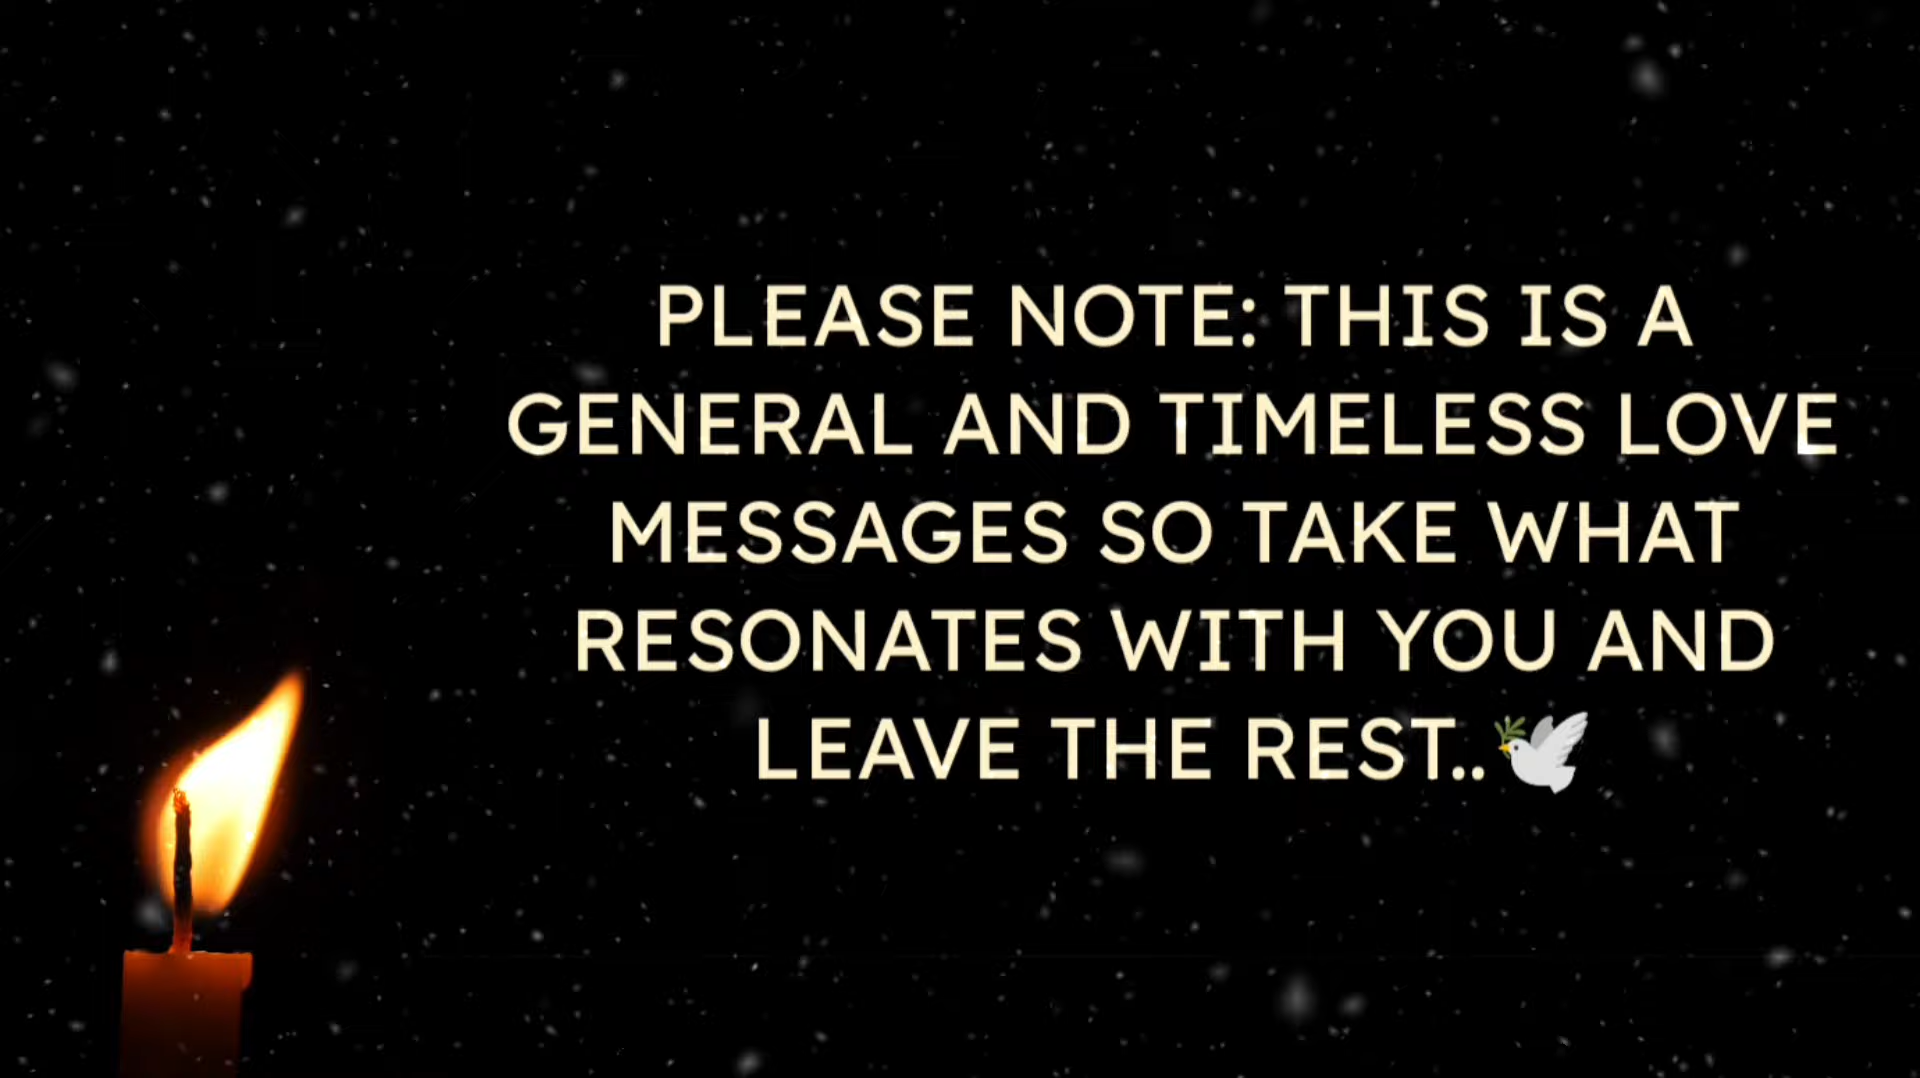 PLEASE NOTE: THIS IS A
GENERAL AND TIMELESS LOVE
MESSAGES SO TAKE WHAT
RESONATES WITH YOU AND
LEAVE THE REST..🕊️